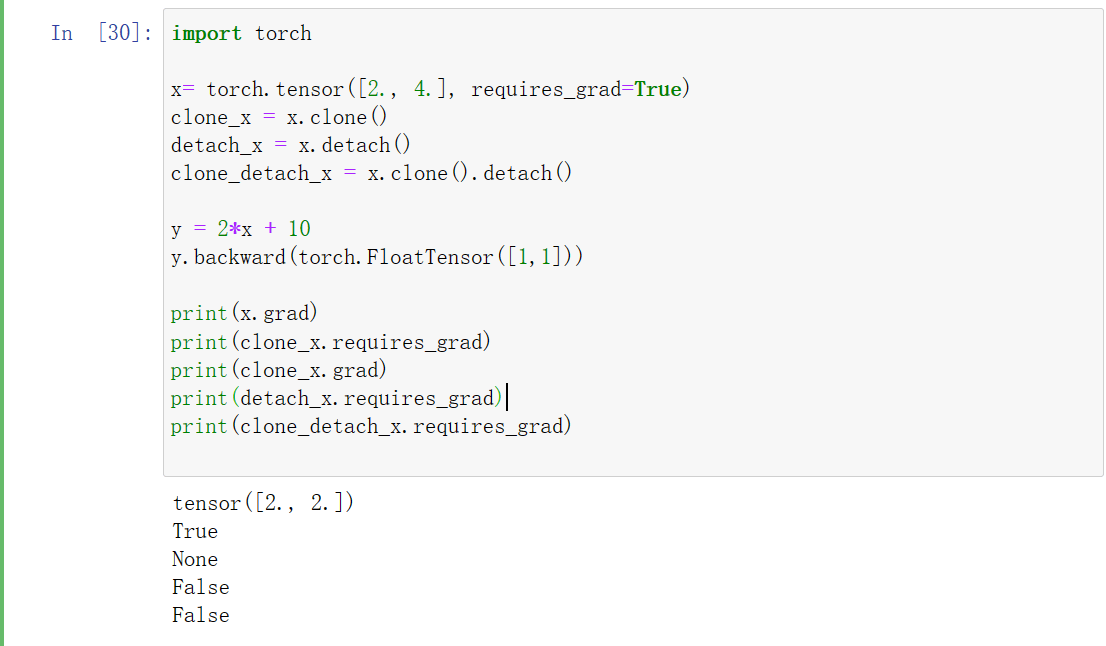 In [30]: import torch
x= torch.tensor([2., 4.], requires_grad=True)
clone_x = x.clone()
detach_x = x.detach()
clone_detach_x = x.clone().detach()
y = 2*x + 10
y.backward(torch.FloatTensor([1,1]))
print(x.grad)
print(clone_x.requires_grad)
print(clone_x.grad)
print(detach_x.requires_grad)
print(clone_detach_x.requires_grad)
tensor([2., 2.])
True
None
False
False